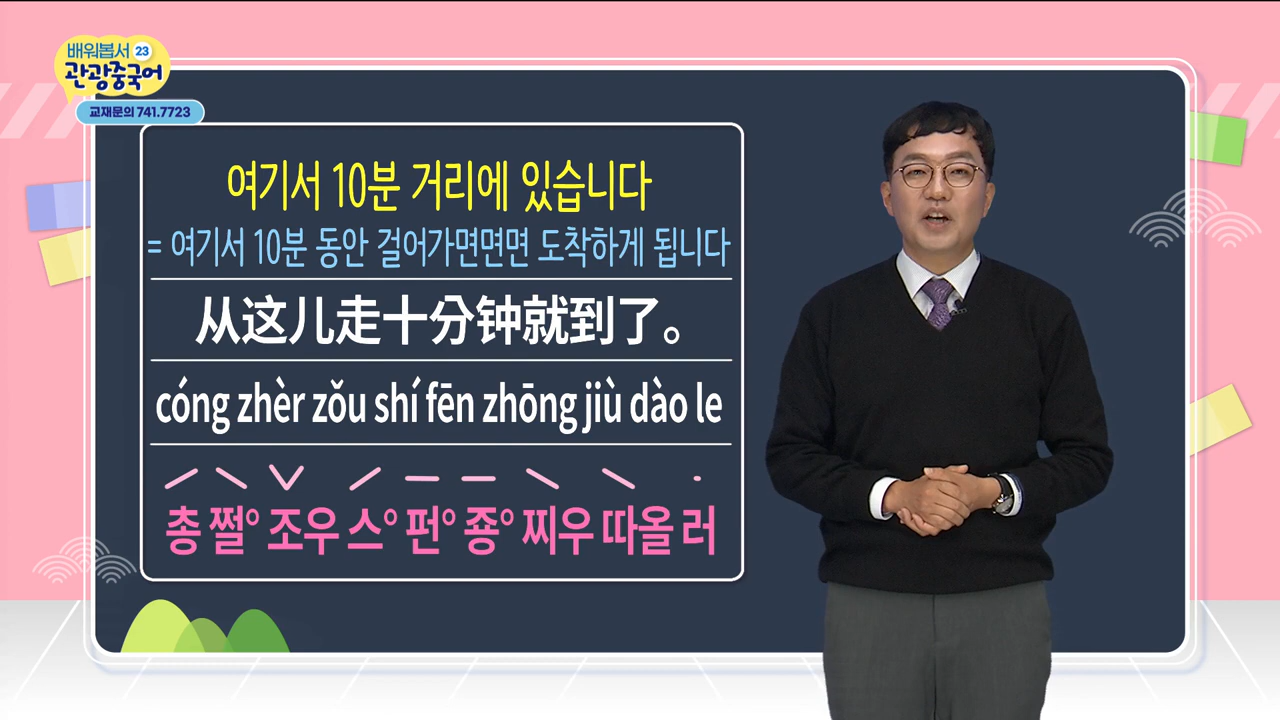 배워봅서 23
관광중국어
교재문의 741.7723
여기서 10분 거리에 있습니다
= 여기서 10분 동안 걸어가면면면 도착하게 됩니다
从这儿走十分钟就到了。
cóng zhèr zǒu shí fēn zhōng jiù dào le
총 쩔° 조우 스° 펀° 죵° 찌우 따올 러